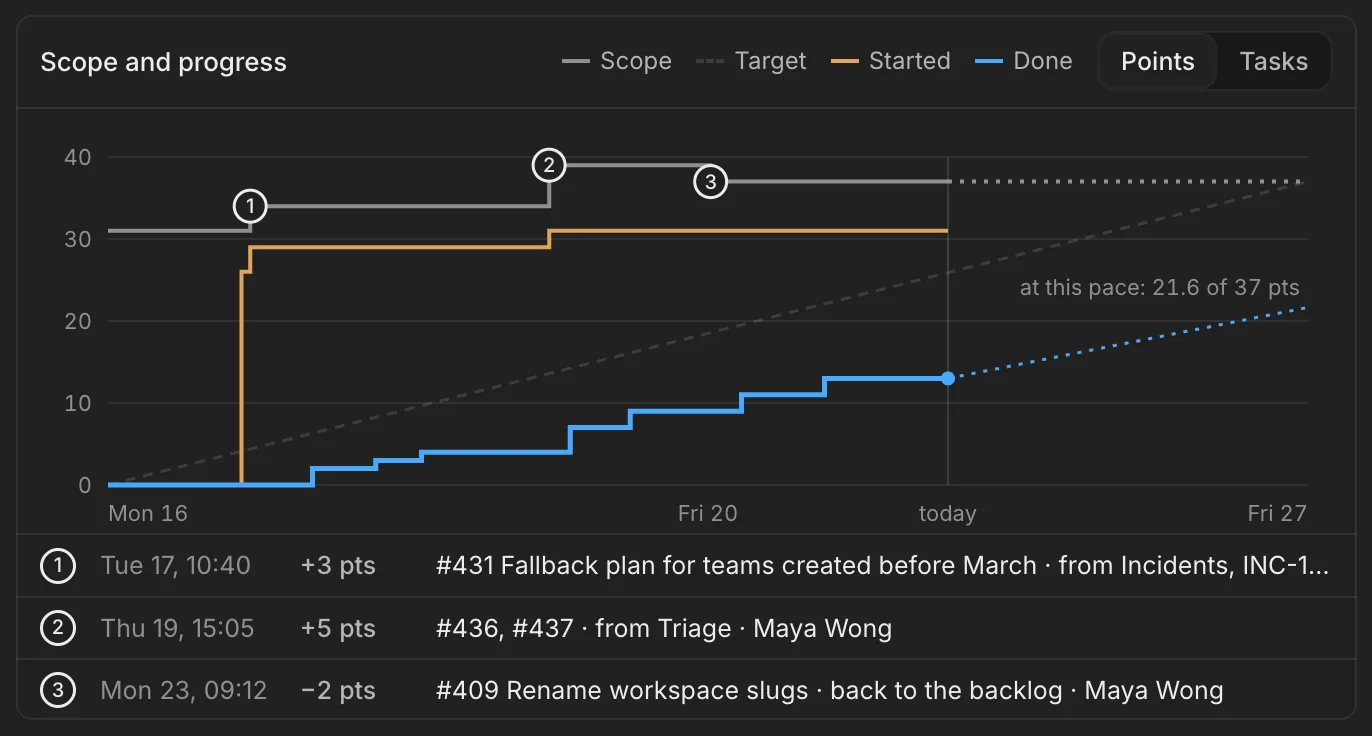 Scope and progress
Scope Target Started Done Points Tasks
40
30
20
10
0
1
2
3
at this pace: 21.6 of 37 pts
Mon 16 Fri 20 today Fri 27
1 Tue 17, 10:40 +3 pts #431 Fallback plan for teams created before March · from Incidents, INC-1…
2 Thu 19, 15:05 +5 pts #436, #437 · from Triage · Maya Wong
3 Mon 23, 09:12 −2 pts #409 Rename workspace slugs · back to the backlog · Maya Wong